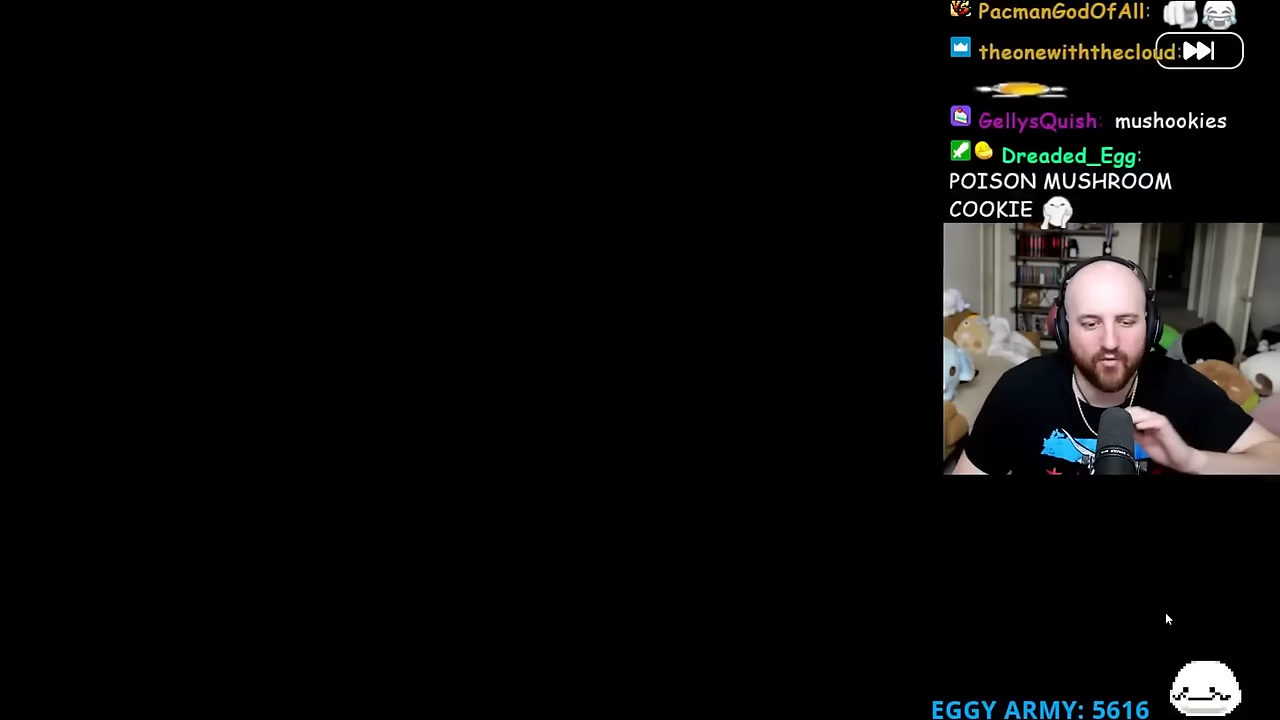 PacmanGodOfAll:
theonewiththecloud:
GellysQuish: mushookies
Dreaded_Egg:
POISON MUSHROOM
COOKIE
EGGY ARMY: 5616